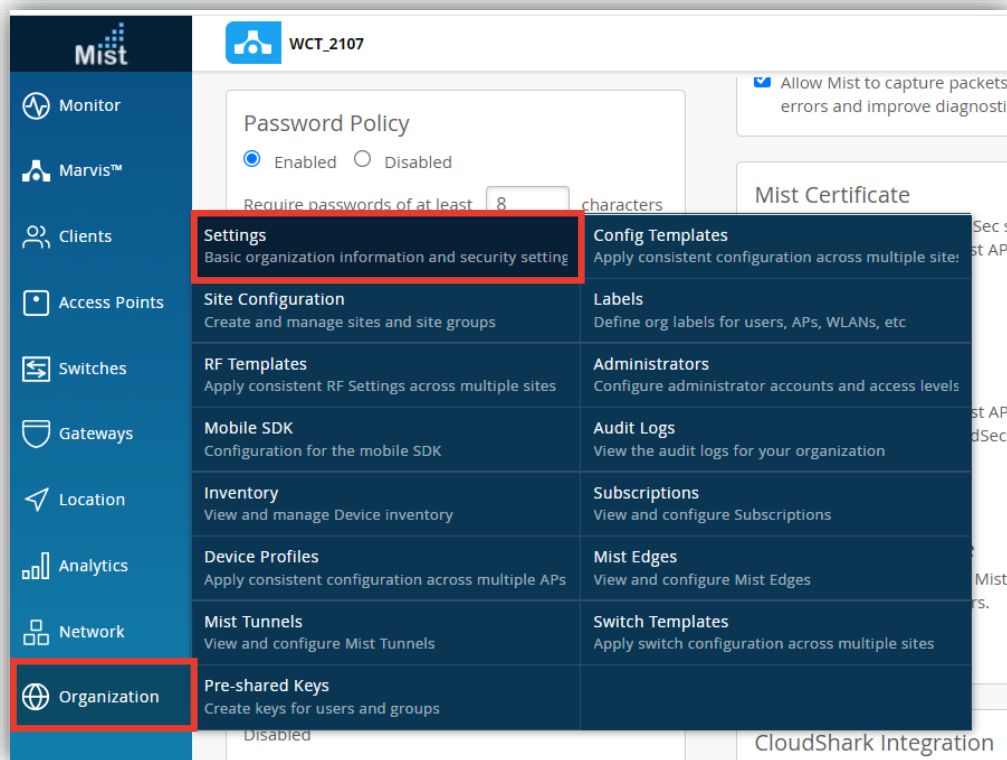 Mist
WCT_2107
Monitor
Marvis™
Clients
Access Points
Switches
Gateways
Location
Analytics
Network
Organization
Password Policy
Enabled Disabled
Require passwords of at least 8 characters
Settings
Basic organization information and security setting
Site Configuration
Create and manage sites and site groups
RF Templates
Apply consistent RF Settings across multiple sites
Mobile SDK
Configuration for the mobile SDK
Inventory
View and manage Device inventory
Device Profiles
Apply consistent configuration across multiple APs
Mist Tunnels
View and configure Mist Tunnels
Pre-shared Keys
Create keys for users and groups
Config Templates
Apply consistent configuration across multiple sites
Labels
Define org labels for users, APs, WLANs, etc
Administrators
Configure administrator accounts and access levels
Audit Logs
View the audit logs for your organization
Subscriptions
View and configure Subscriptions
Mist Edges
View and configure Mist Edges
Switch Templates
Apply switch configuration across multiple sites
Disabled
Allow Mist to capture packets
errors and improve diagnosti
Mist Certificate
Sec s
st AP
st AP
dSec
Mist
rs.
CloudShark Integration